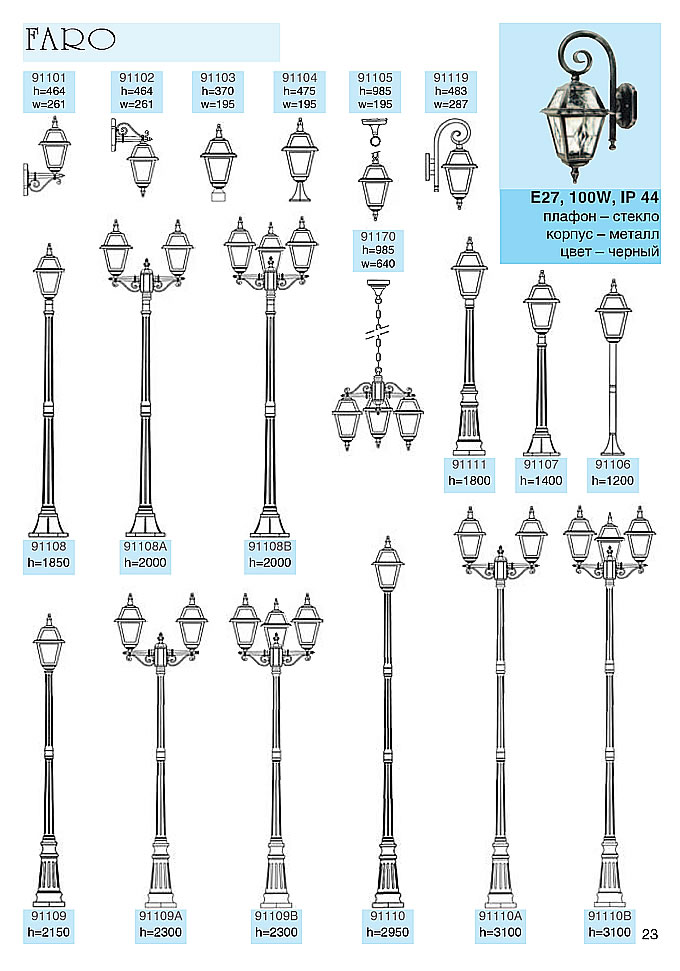 FARO
91101
h=464
w=261
91102
h=464
w=261
91103
h=370
w=195
91104
h=475
w=195
91105
h=985
w=195
91119
h=483
w=287
E27, 100W, IP 44
плафон – стекло
корпус – металл
цвет – черный
91170
h=985
w=640
91111
h=1800
91107
h=1400
91106
h=1200
91108
h=1850
91108A
h=2000
91108B
h=2000
91109
h=2150
91109A
h=2300
91109B
h=2300
91110
h=2950
91110A
h=3100
91110B
h=3100
23